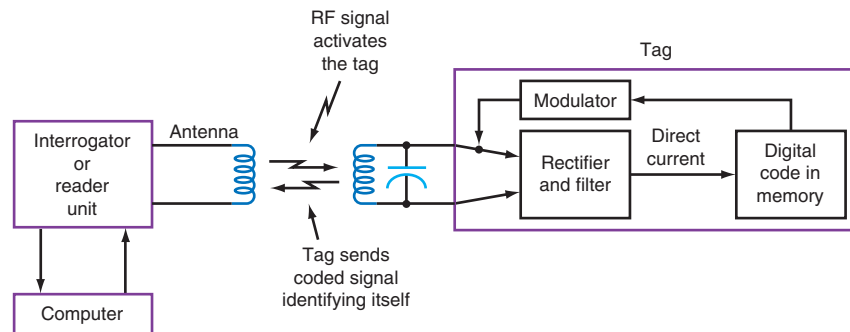 RF signal
activates
the tag
Tag
Modulator
Antenna
Interrogator
or
reader
unit
Direct
current
Rectifier
and filter
Digital
code in
memory
Tag sends
coded signal
identifying itself
Computer